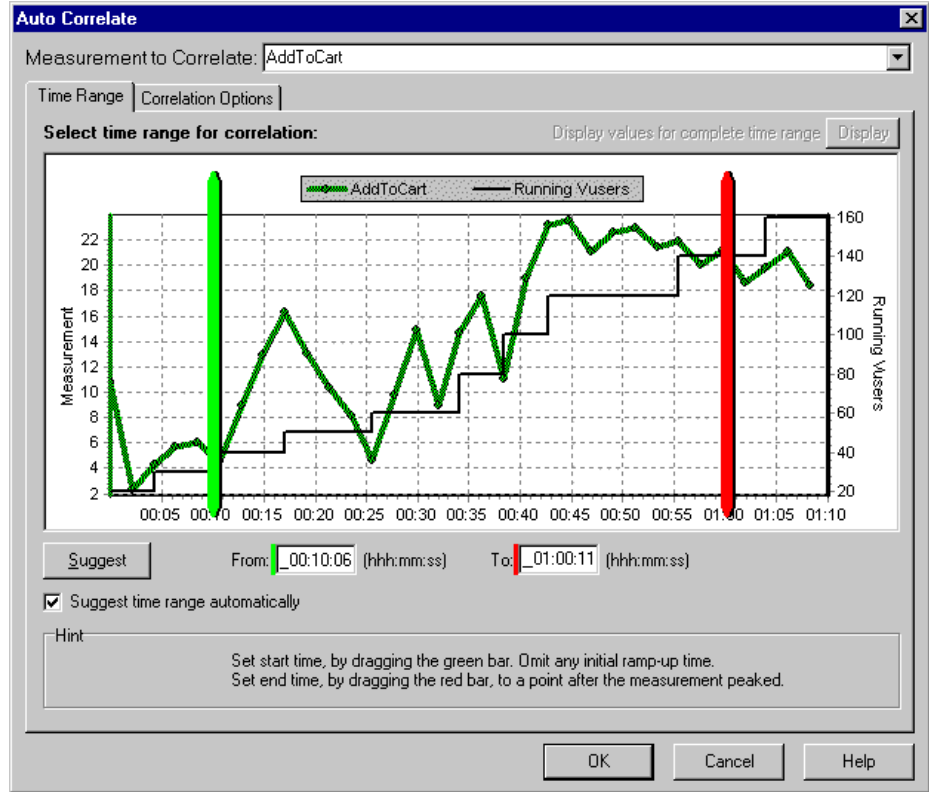 Auto Correlate
Measurement to Correlate: AddToCart
Time Range Correlation Options
Select time range for correlation: Display values for complete time range Display
AddToCart Running Vusers
Measurement
22
20
18
16
14
12
10
8
6
4
2
160
140
120
100
80
60
40
20
Running Vusers
00:05 00:10 00:15 00:20 00:25 00:30 00:35 00:40 00:45 00:50 00:55 01:00 01:05 01:10
Suggest From: _00:10:06 (hhh:mm:ss) To: _01:00:11 (hhh:mm:ss)
Suggest time range automatically
Hint
Set start time, by dragging the green bar. Omit any initial ramp-up time.
Set end time, by dragging the red bar, to a point after the measurement peaked.
OK Cancel Help